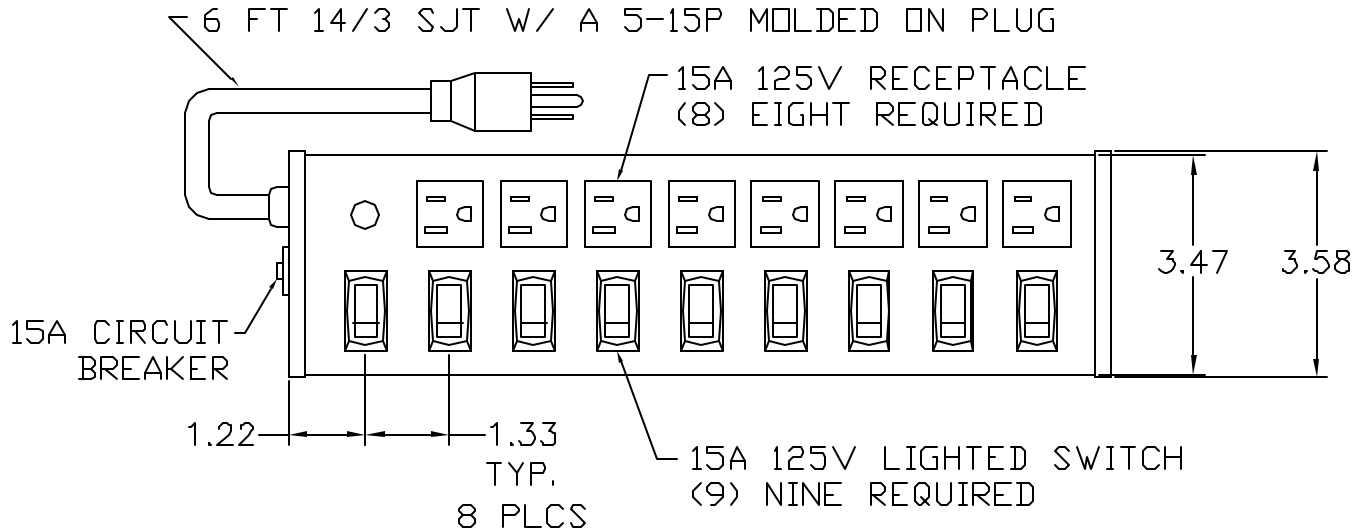 6 FT 14/3 SJT W/ A 5-15P MOLDED ON PLUG
15A 125V RECEPTACLE
(8) EIGHT REQUIRED
3.47
3.58
15A CIRCUIT
BREAKER
1.22
1.33
TYP.
8 PLCS
15A 125V LIGHTED SWITCH
(9) NINE REQUIRED